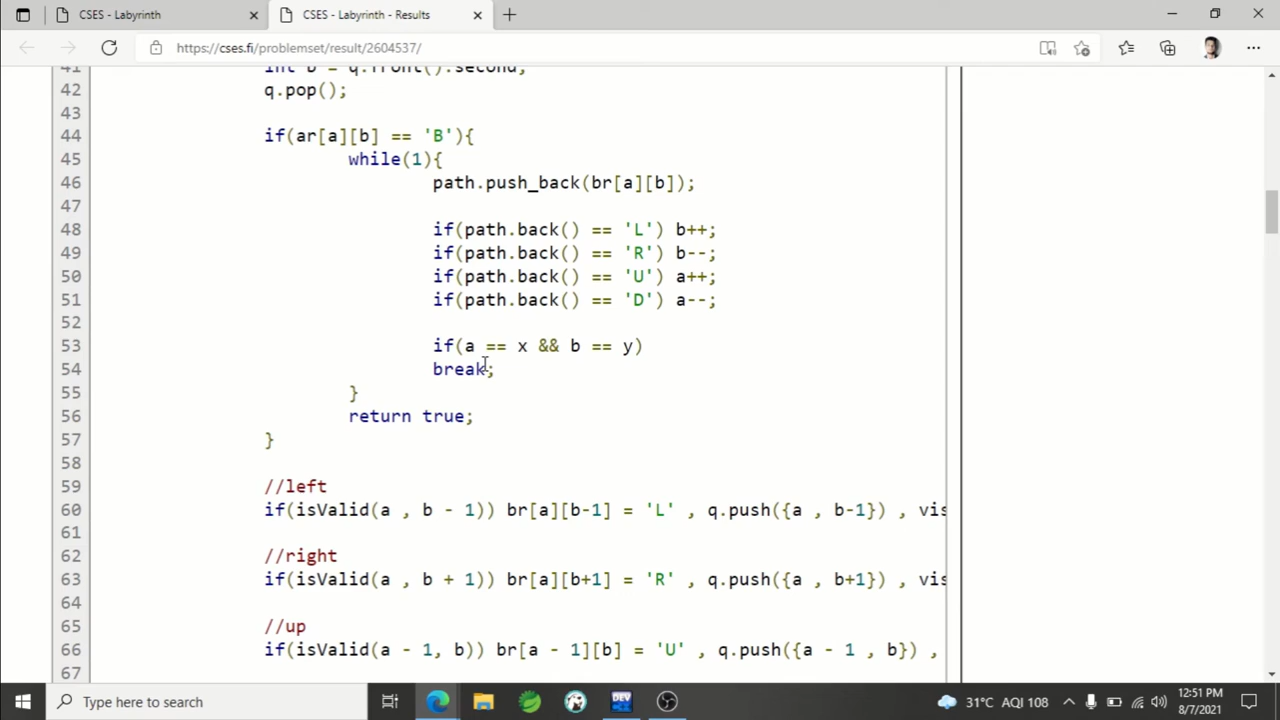 CSES - Labyrinth
CSES - Labyrinth - Results
https://cses.fi/problemset/result/2604537/
41 int b = q.front().second;
42 q.pop();
43
44 if(ar[a][b] == 'B'){
45 while(1){
46 path.push_back(br[a][b]);
47
48 if(path.back() == 'L') b++;
49 if(path.back() == 'R') b--;
50 if(path.back() == 'U') a++;
51 if(path.back() == 'D') a--;
52
53 if(a == x && b == y)
54 break;
55 }
56 return true;
57 }
58
59 //left
60 if(isValid(a , b - 1)) br[a][b-1] = 'L' , q.push({a , b-1}) , vis
61
62 //right
63 if(isValid(a , b + 1)) br[a][b+1] = 'R' , q.push({a , b+1}) , vis
64
65 //up
66 if(isValid(a - 1, b)) br[a - 1][b] = 'U' , q.push({a - 1 , b}) ,
67
Type here to search
DEV
31°C AQI 108
12:51 PM
8/7/2021